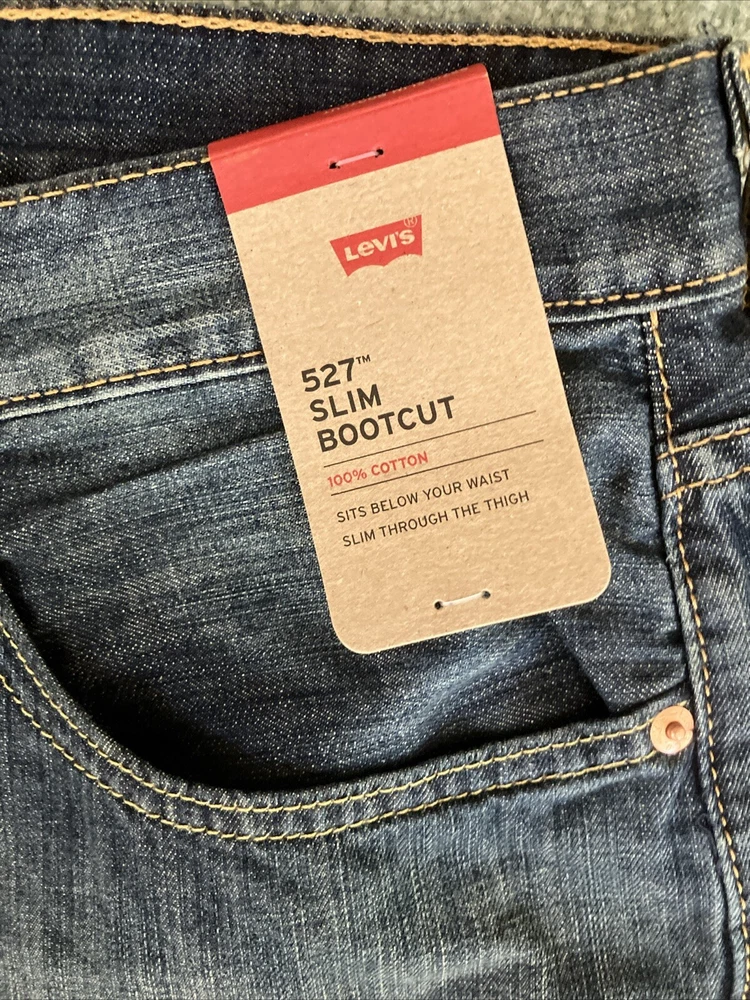 LEVI'S®
527™
SLIM
BOOTCUT
100% COTTON
SITS BELOW YOUR WAIST
SLIM THROUGH THE THIGH